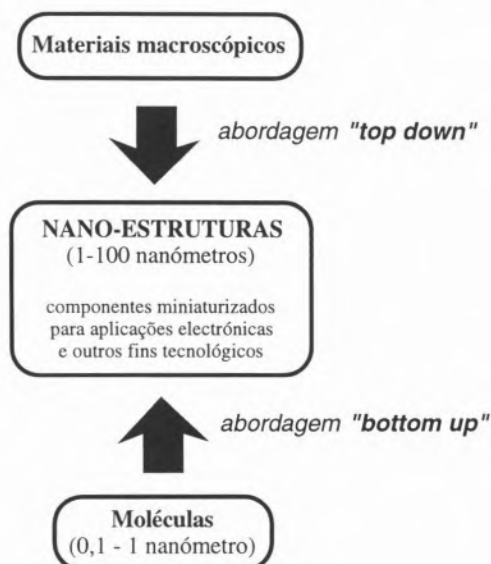 Materiais macroscópicos
abordagem "top down"
NANO-ESTRUTURAS
(1-100 nanómetros)
componentes miniaturizados
para aplicações electrónicas
e outros fins tecnológicos
abordagem "bottom up"
Moléculas
(0,1 - 1 nanómetro)